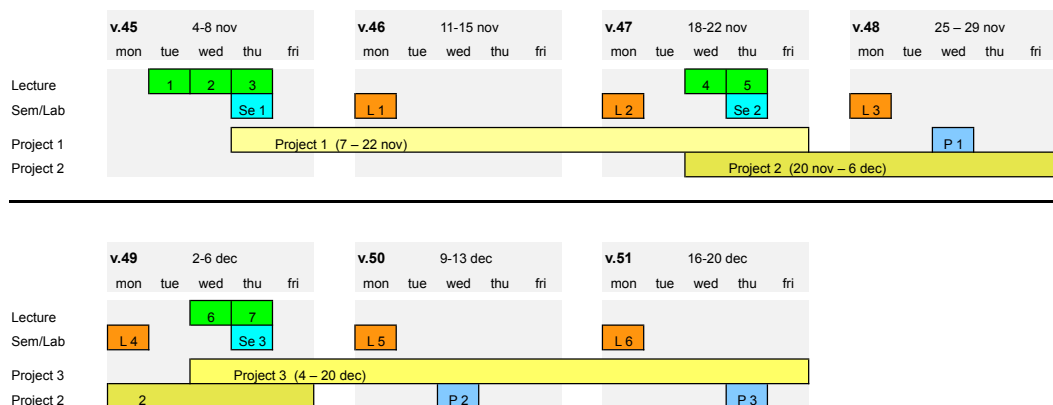 v.45 4-8 nov v.46 11-15 nov v.47 18-22 nov v.48 25 – 29 nov
mon tue wed thu fri mon tue wed thu fri mon tue wed thu fri mon tue wed thu fri
Lecture 1 2 3 4 5
Sem/Lab Se 1 L 1 L 2 Se 2 L 3
Project 1 Project 1 (7 – 22 nov) P 1
Project 2 Project 2 (20 nov – 6 dec)
v.49 2-6 dec v.50 9-13 dec v.51 16-20 dec
mon tue wed thu fri mon tue wed thu fri mon tue wed thu fri
Lecture 6 7
Sem/Lab L 4 Se 3 L 5 L 6
Project 3 Project 3 (4 – 20 dec)
Project 2 2 P 2 P 3